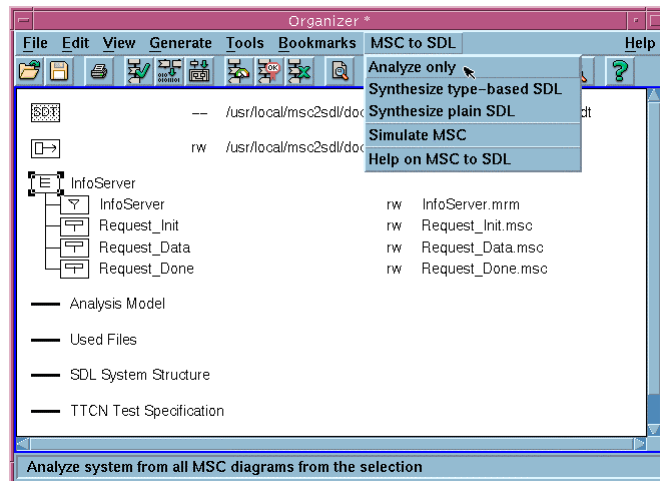 Organizer *
File Edit View Generate Tools Bookmarks MSC to SDL Help
Analyze only
Synthesize type-based SDL
Synthesize plain SDL
Simulate MSC
Help on MSC to SDL
SDT -- /usr/local/msc2sdl/doc dt
rw /usr/local/msc2sdl/doc
InfoServer
InfoServer rw InfoServer.mrm
Request_Init rw Request_Init.msc
Request_Data rw Request_Data.msc
Request_Done rw Request_Done.msc
Analysis Model
Used Files
SDL System Structure
TTCN Test Specification
Analyze system from all MSC diagrams from the selection